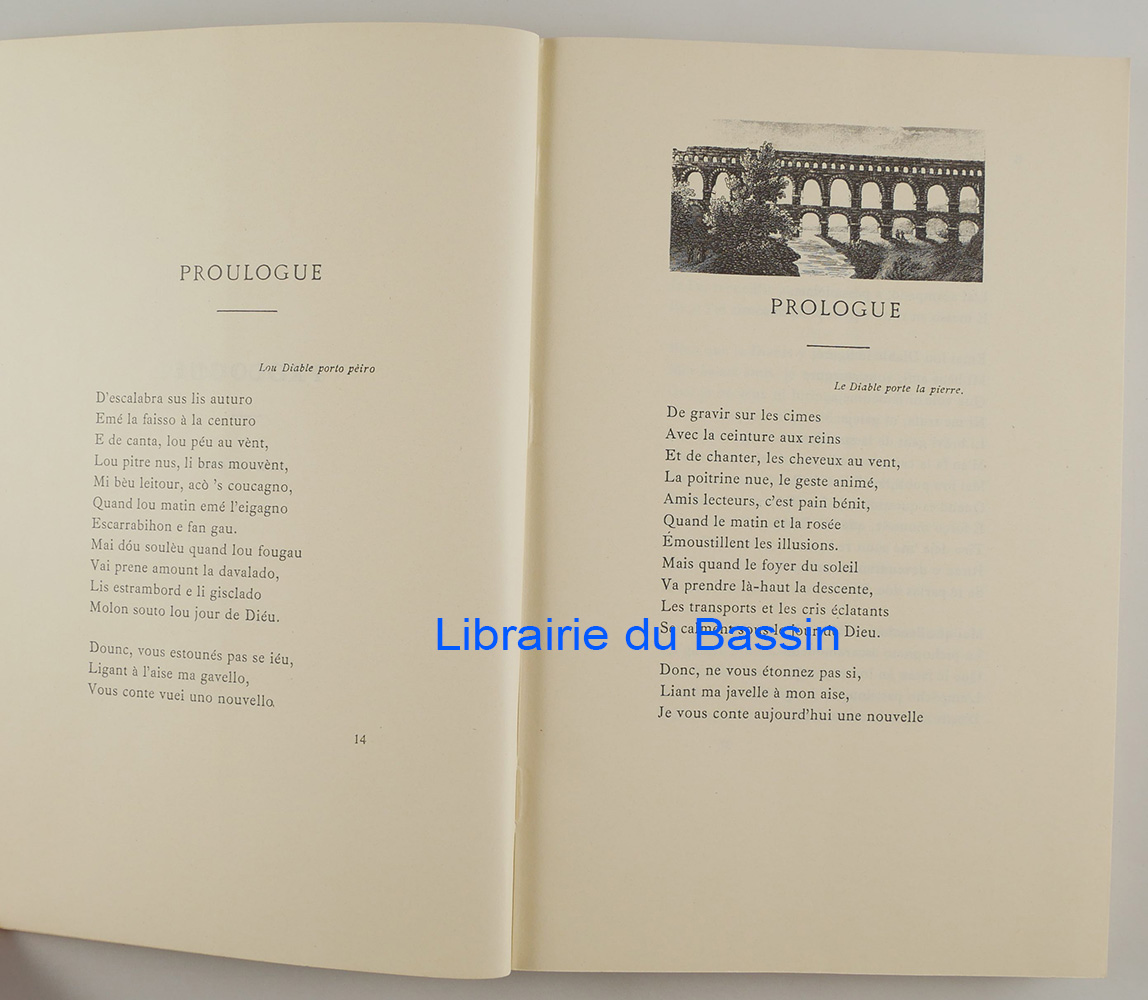 PROULOGUE
Lou Diable porto pèiro
D'escalabra sus lis auturo
Emé la faisso à la centuro
E de canta, lou péu au vènt,
Lou pitre nus, li bras mouvènt,
Mi bèu leitour, acò 's coucagno,
Quand lou matin emé l'eigagno
Escarrabihon e fan gau.
Mai dóu soulèu quand lou fougau
Vai prene amount la davalado,
Lis estrambord e li gisclado
Molon souto lou jour de Diéu.
Dounc, vous estounés pas se iéu,
Ligant à l'aise ma gavello,
Vous conte vuei uno nouvello.
14
PROLOGUE
Le Diable porte la pierre.
De gravir sur les cimes
Avec la ceinture aux reins
Et de chanter, les cheveux au vent,
La poitrine nue, le geste animé,
Amis lecteurs, c'est pain bénit,
Quand le matin et la rosée
Émoustillent les illusions.
Mais quand le foyer du soleil
Va prendre là-haut la descente,
Les transports et les cris éclatants
Se calment sous le jour de Dieu.
Donc, ne vous étonnez pas si,
Liant ma javelle à mon aise,
Je vous conte aujourd'hui une nouvelle
Librairie du Bassin